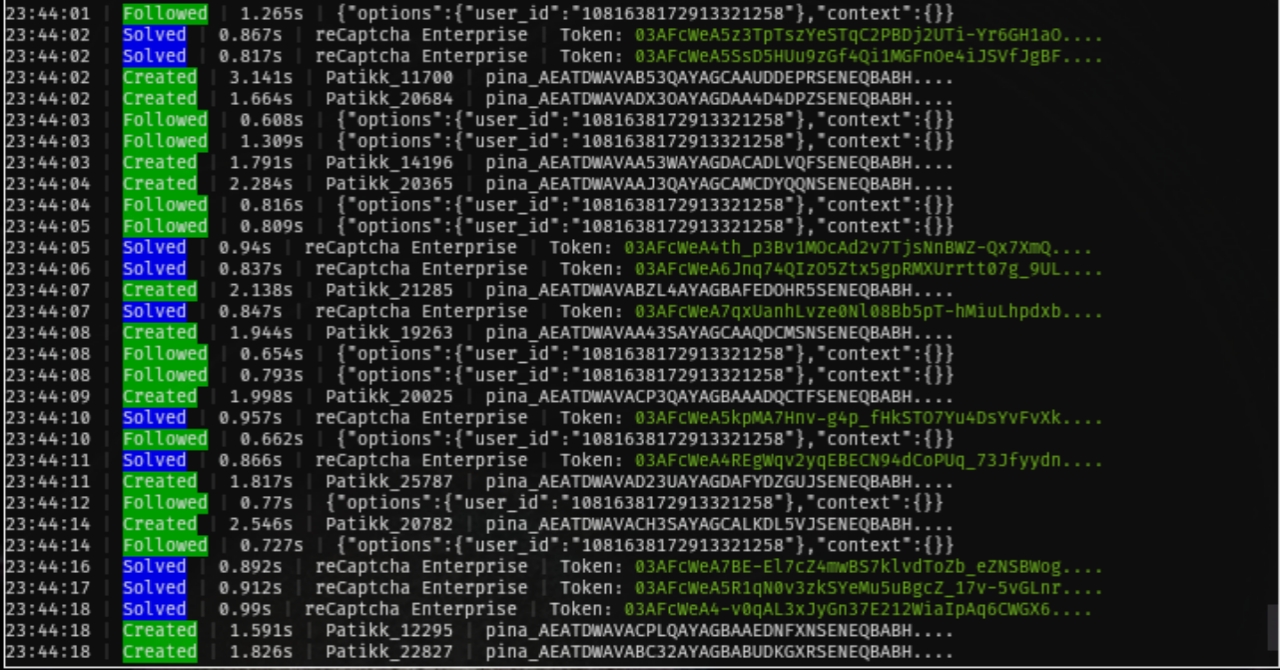 23:44:01 | Followed | 1.265s | {"options":{"user_id":"1081638172913321258"},"context":{}}
23:44:02 | Solved | 0.867s | reCaptcha Enterprise | Token: 03AFcWeA5z3TpTszYeSTqC2PBDj2UTi-Yr6GH1aO....
23:44:02 | Solved | 0.817s | reCaptcha Enterprise | Token: 03AFcWeA5SsD5HUu9zGf4Qi1MGFnOe4iJSVfJgBF....
23:44:02 | Created | 3.141s | Patikk_11700 | pina_AEATDWAVAB53QAYAGCAAUDDEPRSENEQBABH....
23:44:02 | Created | 1.664s | Patikk_20684 | pina_AEATDWAVADX3OAYAGDAA4D4DPZSENEQBABH....
23:44:03 | Followed | 0.608s | {"options":{"user_id":"1081638172913321258"},"context":{}}
23:44:03 | Followed | 1.309s | {"options":{"user_id":"1081638172913321258"},"context":{}}
23:44:03 | Created | 1.791s | Patikk_14196 | pina_AEATDWAVAA53WAYAGDACADLVQFSENEQBABH....
23:44:04 | Created | 2.284s | Patikk_20365 | pina_AEATDWAVAAJ3QAYAGCAMCDYQQNSENEQBABH....
23:44:04 | Followed | 0.816s | {"options":{"user_id":"1081638172913321258"},"context":{}}
23:44:05 | Followed | 0.809s | {"options":{"user_id":"1081638172913321258"},"context":{}}
23:44:05 | Solved | 0.94s | reCaptcha Enterprise | Token: 03AFcWeA4th_p3Bv1MOcAd2v7TjsNnBWZ-Qx7XmQ....
23:44:06 | Solved | 0.837s | reCaptcha Enterprise | Token: 03AFcWeA6Jnq74QIzO5Ztx5gpRMXUrrtt07g_9UL....
23:44:07 | Created | 2.138s | Patikk_21285 | pina_AEATDWAVABZL4AYAGBAFEDOHR5SENEQBABH....
23:44:07 | Solved | 0.847s | reCaptcha Enterprise | Token: 03AFcWeA7qxUanhLvze0Nl08Bb5pT-hMiuLhpdxb....
23:44:08 | Created | 1.944s | Patikk_19263 | pina_AEATDWAVAA43SAYAGCAAQDCMSNSENEQBABH....
23:44:08 | Followed | 0.654s | {"options":{"user_id":"1081638172913321258"},"context":{}}
23:44:08 | Followed | 0.793s | {"options":{"user_id":"1081638172913321258"},"context":{}}
23:44:09 | Created | 1.998s | Patikk_20025 | pina_AEATDWAVACP3QAYAGBAAADQCTFSENEQBABH....
23:44:10 | Solved | 0.957s | reCaptcha Enterprise | Token: 03AFcWeA5kpMA7Hnv-g4p_fHkSTO7Yu4DsYvFvXk....
23:44:10 | Followed | 0.662s | {"options":{"user_id":"1081638172913321258"},"context":{}}
23:44:11 | Solved | 0.866s | reCaptcha Enterprise | Token: 03AFcWeA4REgWqv2yqEBECN94dCoPUq_73Jfyydn....
23:44:11 | Created | 1.817s | Patikk_25787 | pina_AEATDWAVAD23UAYAGDAFYDZGUJSENEQBABH....
23:44:12 | Followed | 0.77s | {"options":{"user_id":"1081638172913321258"},"context":{}}
23:44:14 | Created | 2.546s | Patikk_20782 | pina_AEATDWAVACH3SAYAGCALKDL5VJSENEQBABH....
23:44:14 | Followed | 0.727s | {"options":{"user_id":"1081638172913321258"},"context":{}}
23:44:16 | Solved | 0.892s | reCaptcha Enterprise | Token: 03AFcWeA7BE-El7cZ4mwBS7klvdToZb_eZNSBWog....
23:44:17 | Solved | 0.912s | reCaptcha Enterprise | Token: 03AFcWeA5R1qN0v3zkSYeMu5uBgcZ_17v-5vGLnr....
23:44:18 | Solved | 0.99s | reCaptcha Enterprise | Token: 03AFcWeA4-v0qAL3xJyGn37E212WiaIpAq6CWGX6....
23:44:18 | Created | 1.591s | Patikk_12295 | pina_AEATDWAVACPLQAYAGBAAEDNFXNSENEQBABH....
23:44:18 | Created | 1.826s | Patikk_22827 | pina_AEATDWAVABC32AYAGBABUDKGXRSENEQBABH....